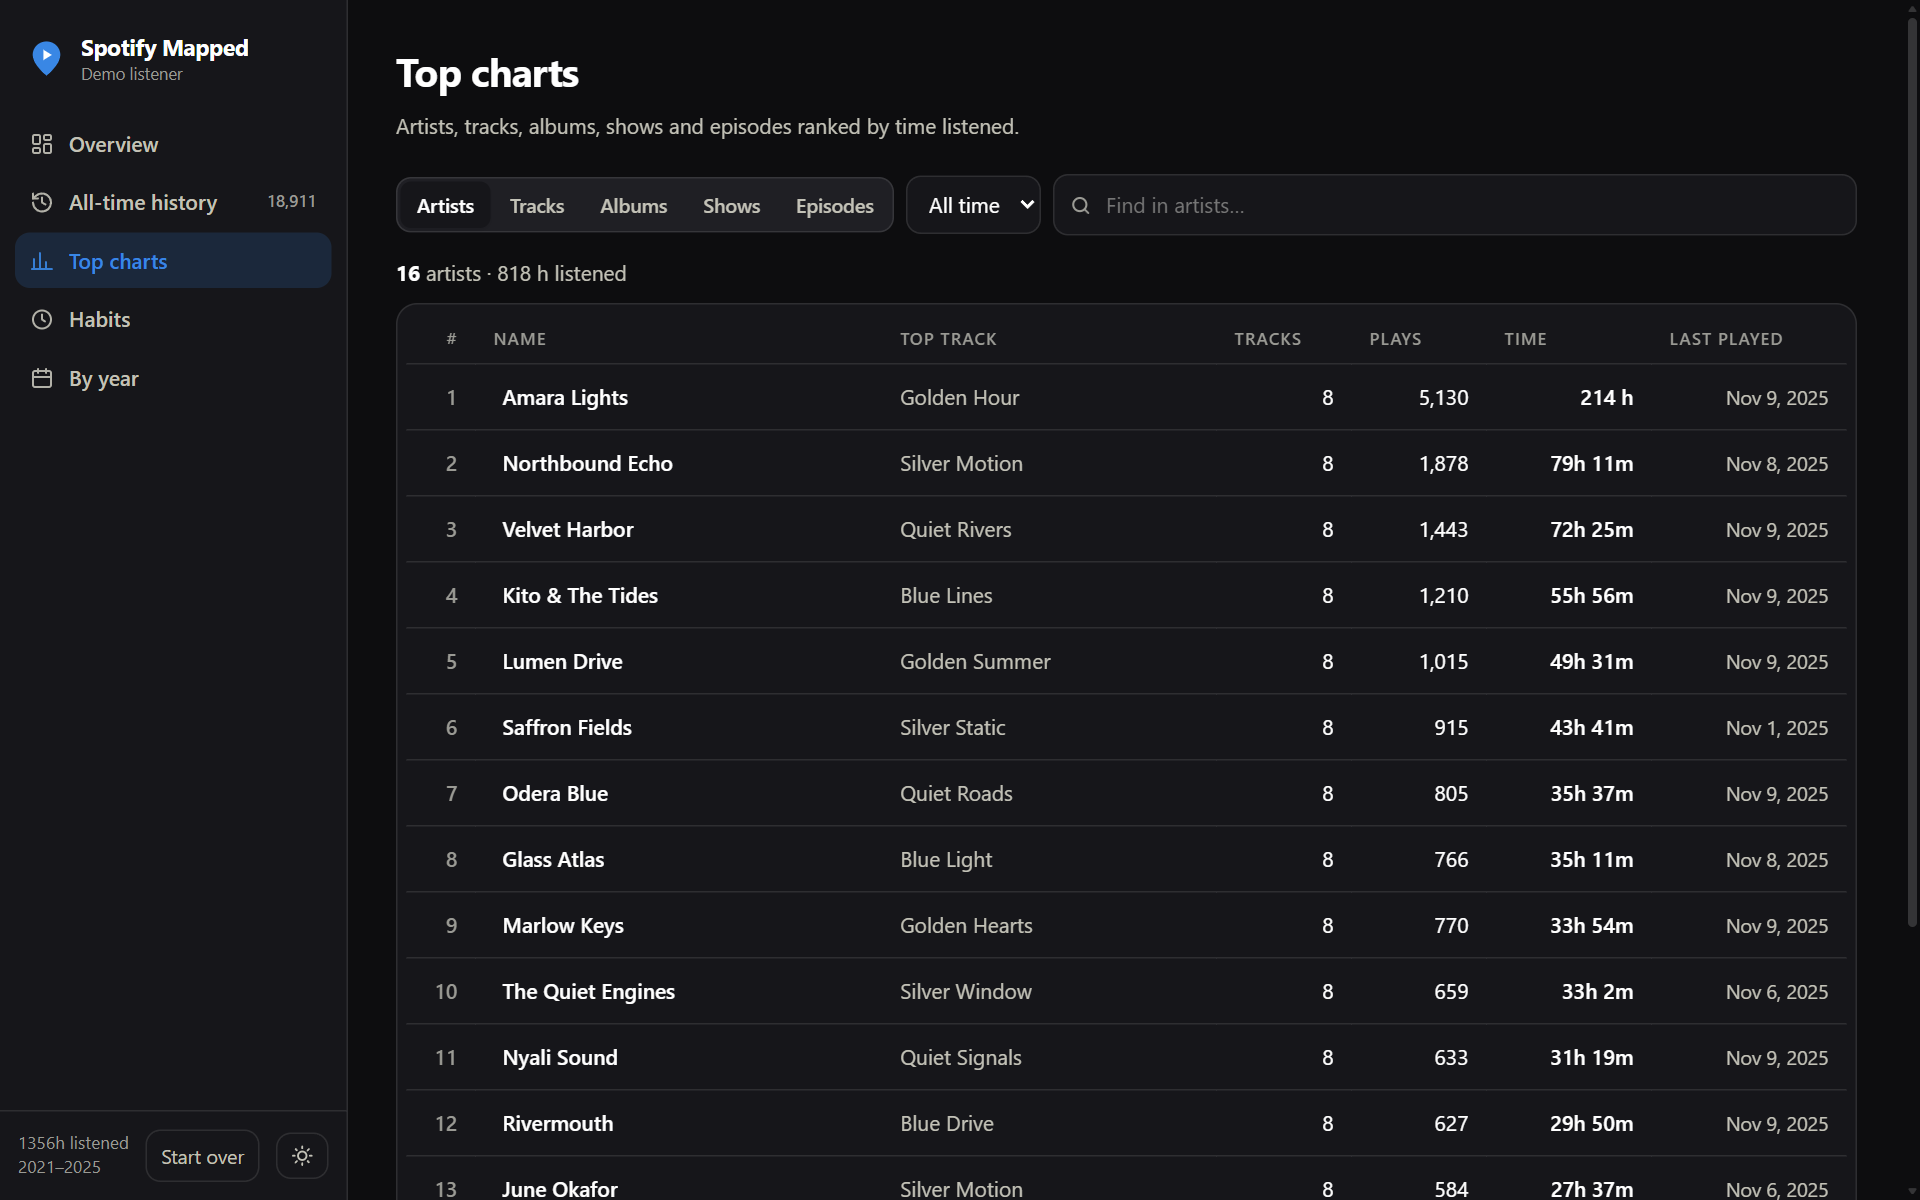 Spotify Mapped
Demo listener
Overview
All-time history 18,911
Top charts
Habits
By year
1356h listened
2021–2025
Start over
Top charts
Artists, tracks, albums, shows and episodes ranked by time listened.
Artists Tracks Albums Shows Episodes All time Find in artists...
16 artists · 818 h listened
# NAME TOP TRACK TRACKS PLAYS TIME LAST PLAYED
1 Amara Lights Golden Hour 8 5,130 214 h Nov 9, 2025
2 Northbound Echo Silver Motion 8 1,878 79h 11m Nov 8, 2025
3 Velvet Harbor Quiet Rivers 8 1,443 72h 25m Nov 9, 2025
4 Kito & The Tides Blue Lines 8 1,210 55h 56m Nov 9, 2025
5 Lumen Drive Golden Summer 8 1,015 49h 31m Nov 9, 2025
6 Saffron Fields Silver Static 8 915 43h 41m Nov 1, 2025
7 Odera Blue Quiet Roads 8 805 35h 37m Nov 9, 2025
8 Glass Atlas Blue Light 8 766 35h 11m Nov 8, 2025
9 Marlow Keys Golden Hearts 8 770 33h 54m Nov 9, 2025
10 The Quiet Engines Silver Window 8 659 33h 2m Nov 6, 2025
11 Nyali Sound Quiet Signals 8 633 31h 19m Nov 9, 2025
12 Rivermouth Blue Drive 8 627 29h 50m Nov 9, 2025
13 June Okafor Silver Motion 8 584 27h 37m Nov 6, 2025